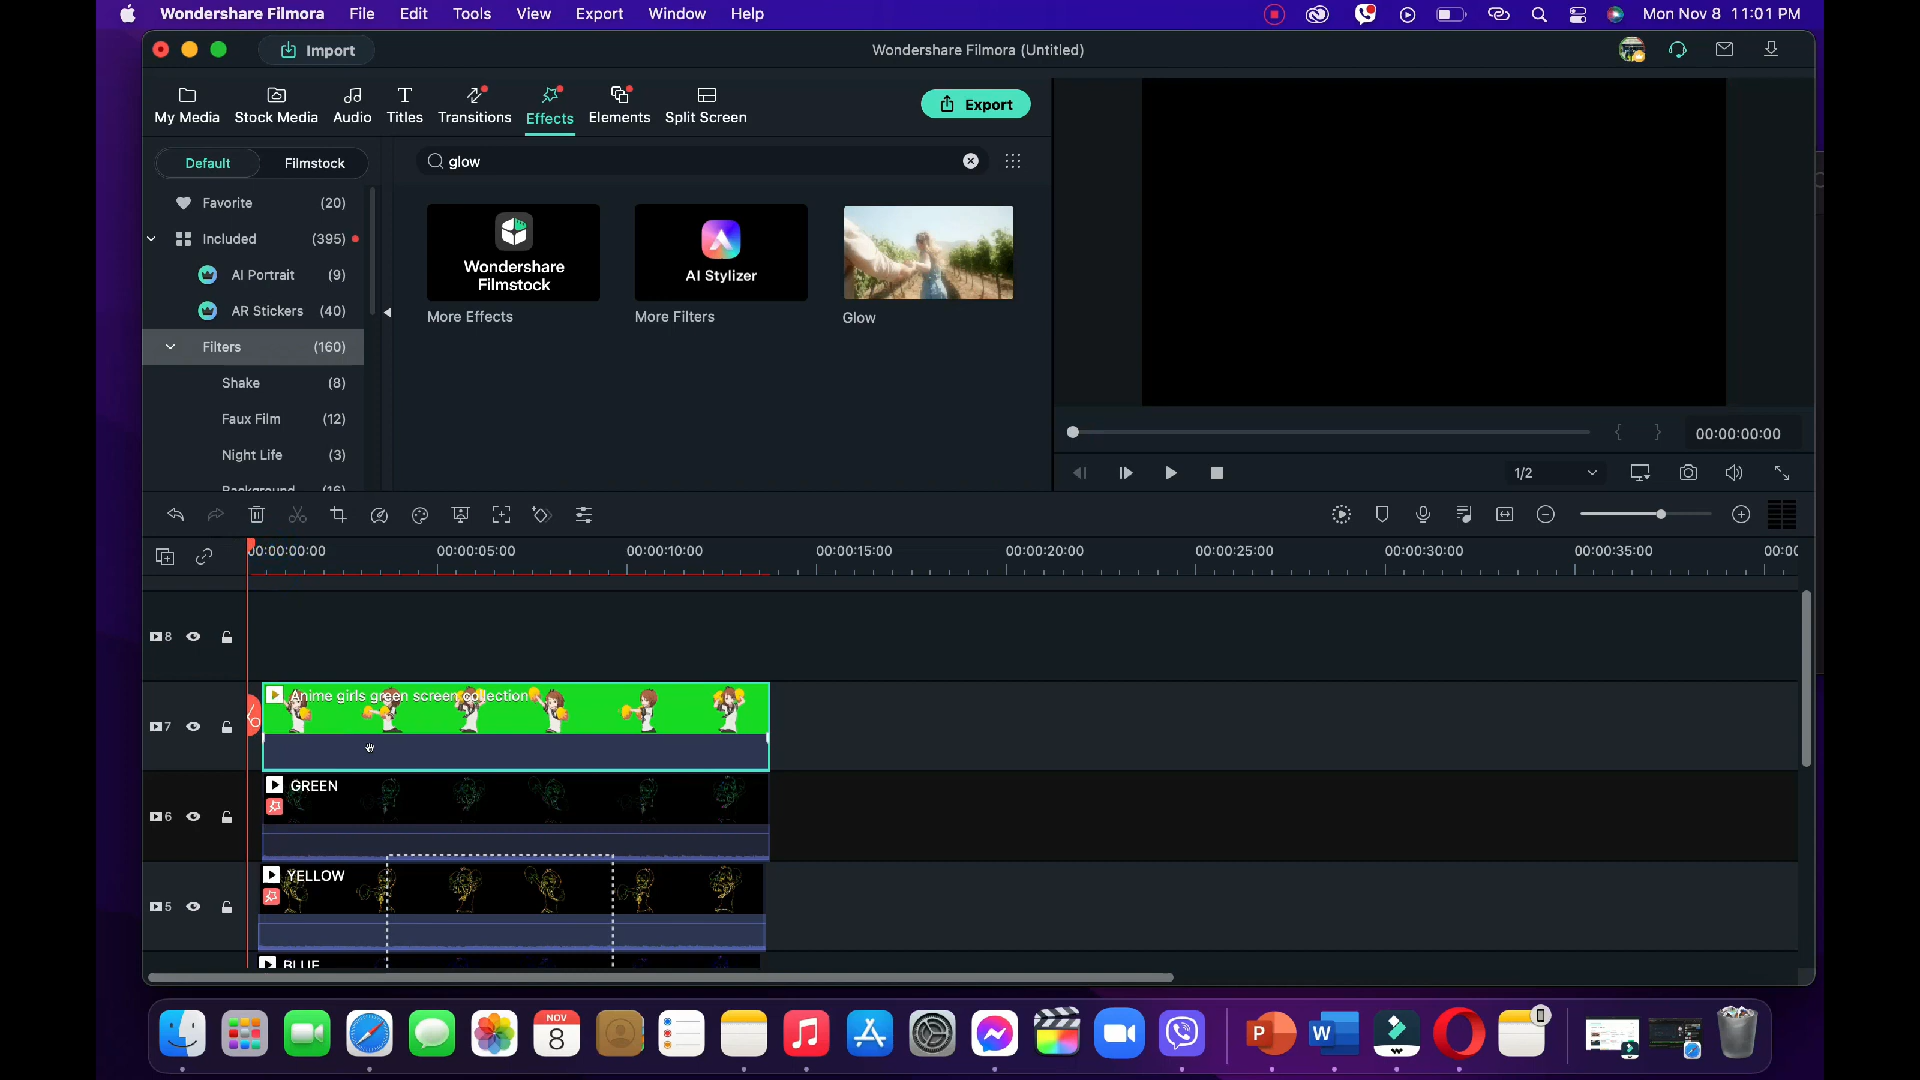 Wondershare Filmora File Edit Tools View Export Window Help Mon Nov 8 11:01 PM
Import Wondershare Filmora (Untitled)
My Media Stock Media Audio Titles Transitions Effects Elements Split Screen Export
Default Filmstock glow
Favorite (20)
Included (395)
AI Portrait (9)
AR Stickers (40)
Filters (160)
Shake (8)
Faux Film (12)
Night Life (3)
Background (16)
Wondershare
Filmstock
More Effects
AI Stylizer
More Filters
Glow
00:00:00:00
1/2
00:00:00:00 00:00:05:00 00:00:10:00 00:00:15:00 00:00:20:00 00:00:25:00 00:00:30:00 00:00:35:00 00:00
8
7 Anime girls green screen collection
6 GREEN
5 YELLOW
BLUE
NOV
8
P W